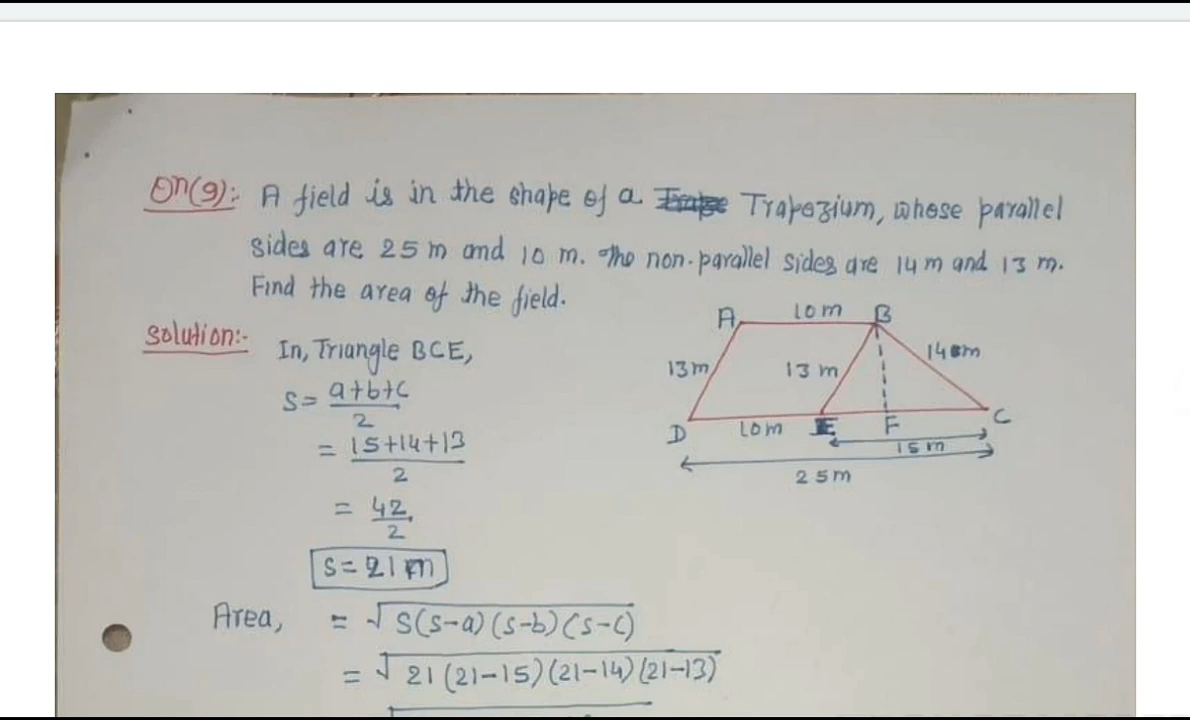 Qn(9):- A field is in the shape of a Trapezium, whose parallel
sides are 25 m and 10 m. The non-parallel sides are 14 m and 13 m.
Find the area of the field.
Solution:-
In, Triangle BCE,
S = a+b+c
2
= 15+14+13
2
= 42
2
S = 21 m
Area, = √S(S-a)(S-b)(S-c)
= √21(21-15)(21-14)(21-13)
A 10m B
13m 13m 14m
D 10m E F C
15m
25m